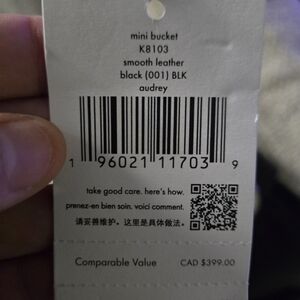 mini bucket
K8103
smooth leather
black (001) BLK
audrey
1 96021 11703 9
take good care. here's how.
prenez-en bien soin. voici comment.
请妥善维护。这里是具体做法。
Comparable Value CAD $399.00